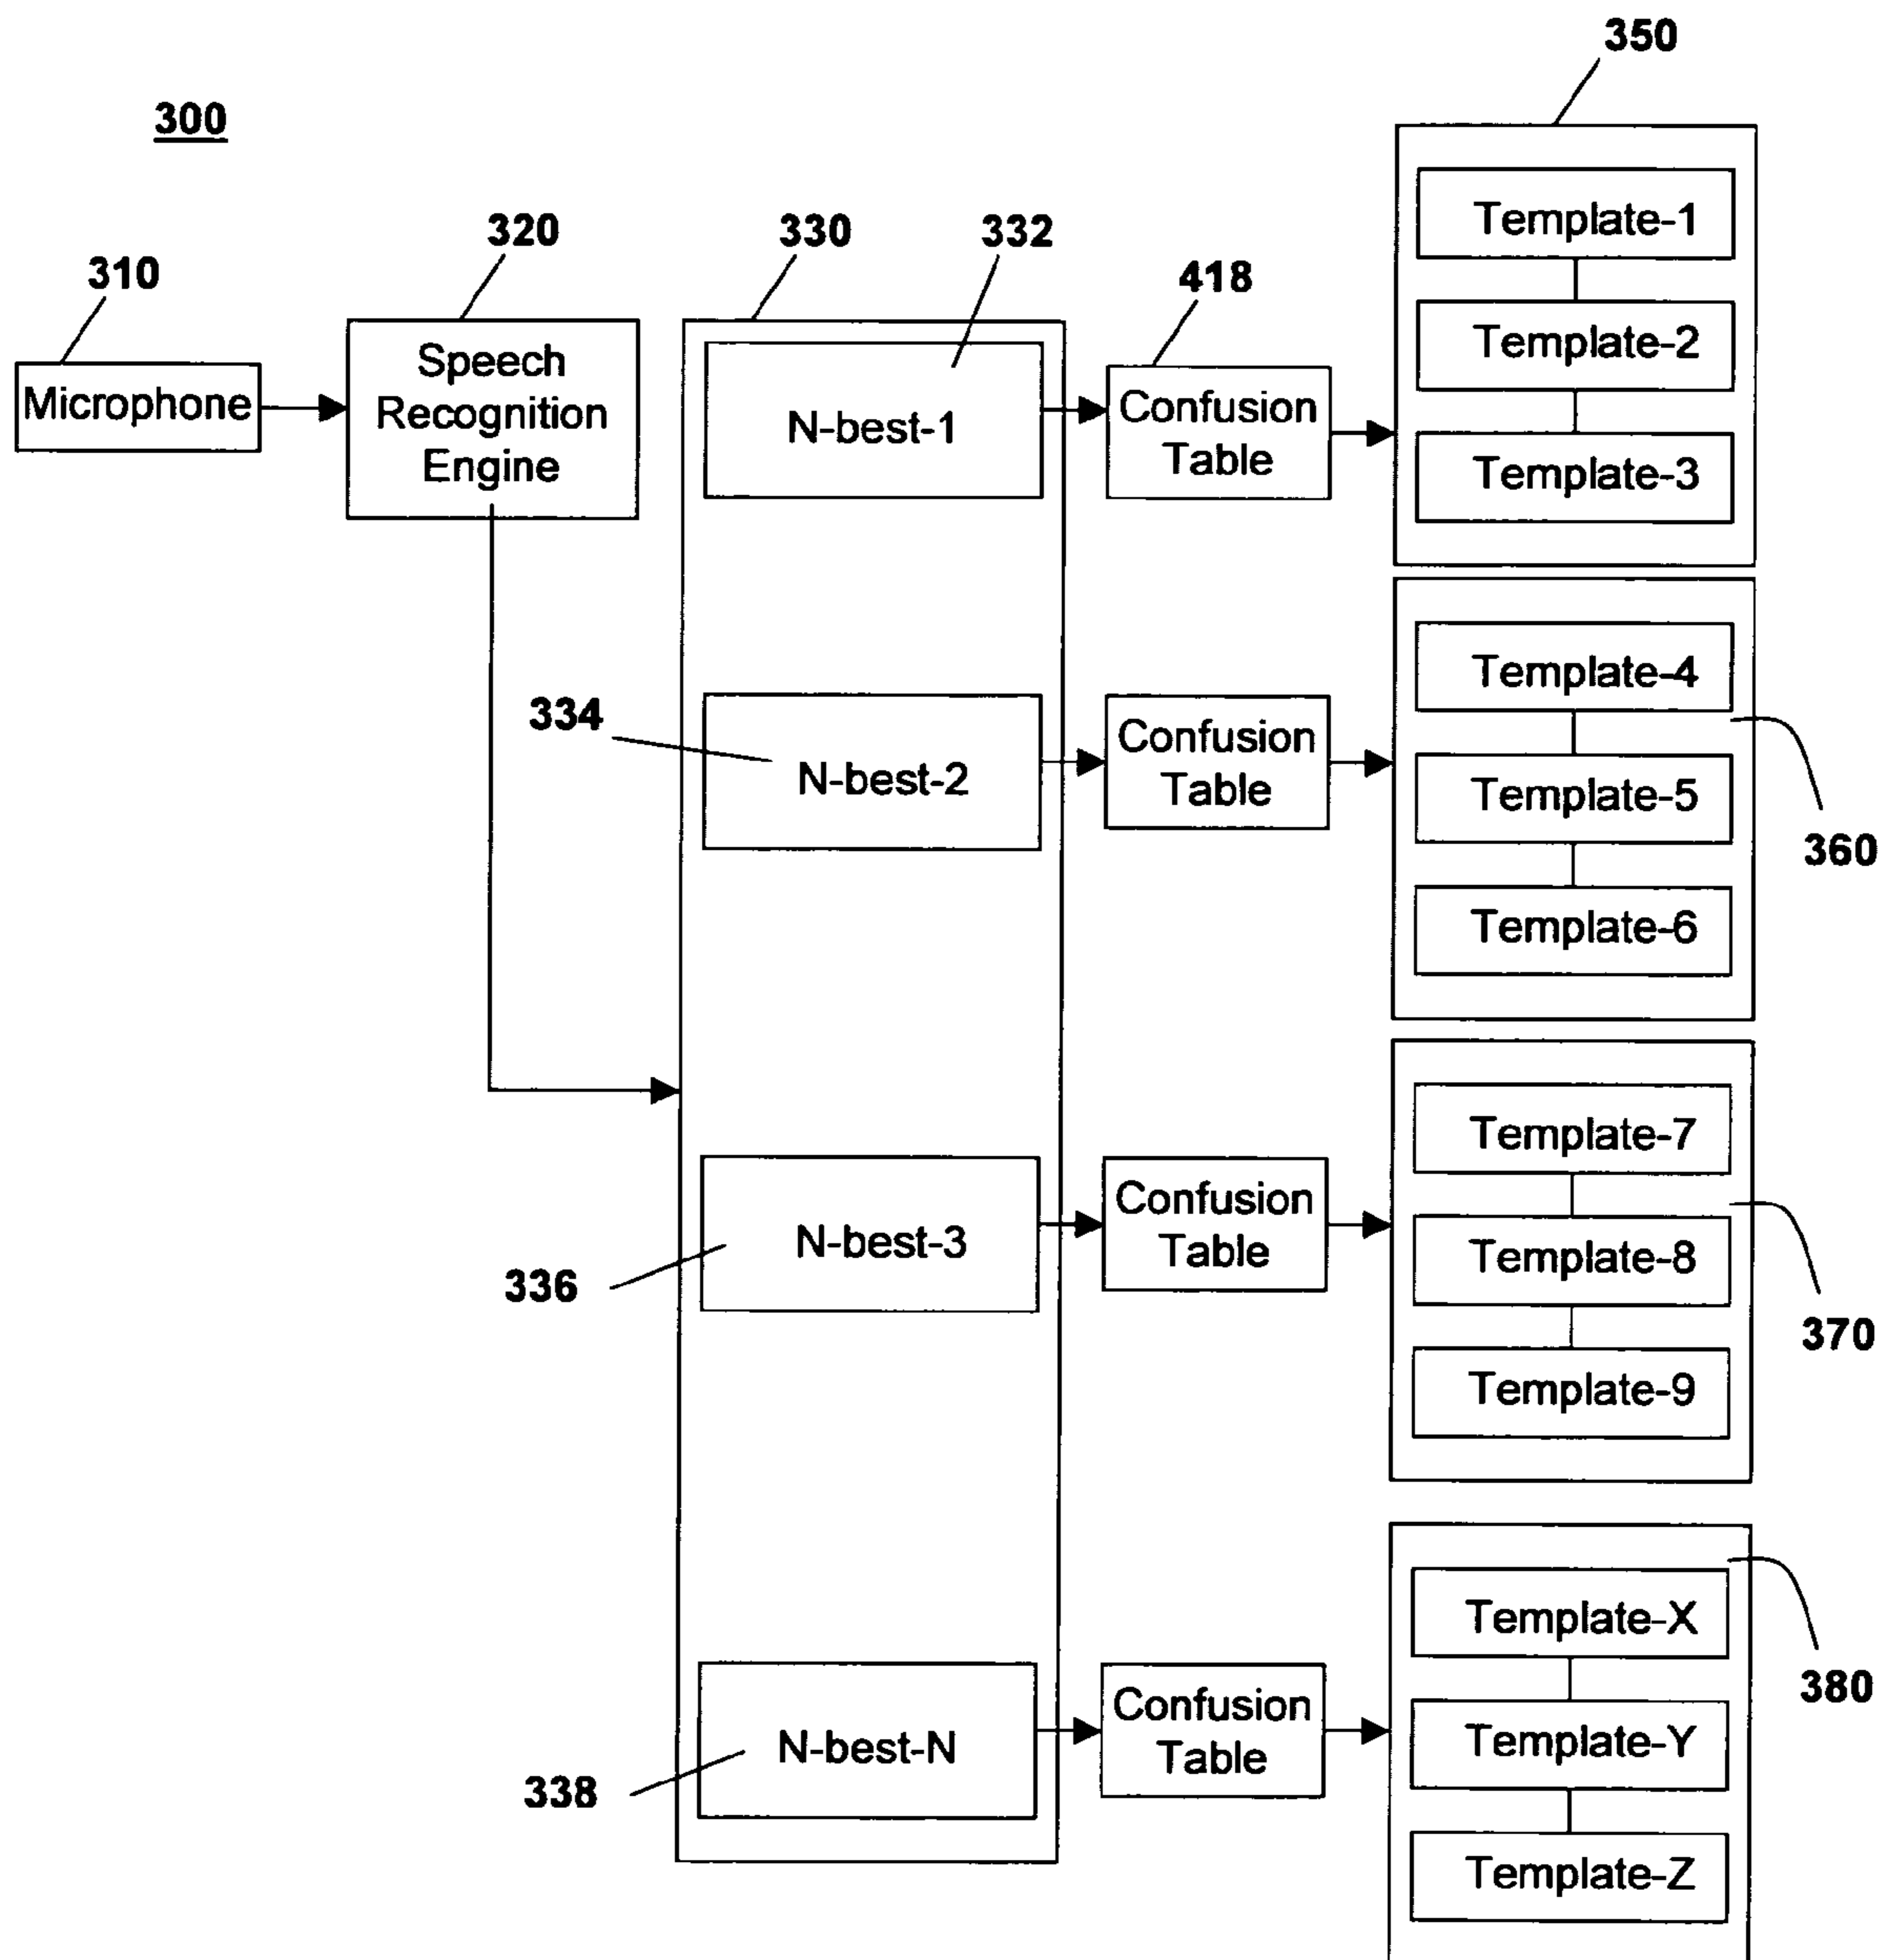 300
350
310
320
330
332
418
Microphone
Speech
Recognition
Engine
N-best-1
Confusion
Table
Template-1
Template-2
Template-3
334
N-best-2
Confusion
Table
Template-4
Template-5
Template-6
360
336
N-best-3
Confusion
Table
Template-7
Template-8
Template-9
370
338
N-best-N
Confusion
Table
Template-X
Template-Y
Template-Z
380